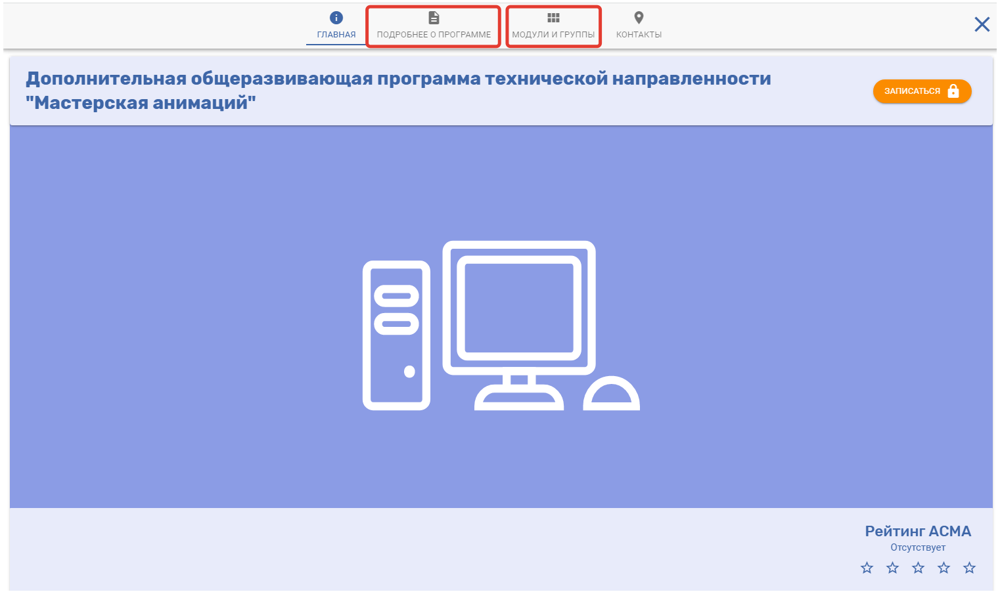 ГЛАВНАЯ
ПОДРОБНЕЕ О ПРОГРАММЕ
МОДУЛИ И ГРУППЫ
КОНТАКТЫ
Дополнительная общеразвивающая программа технической направленности
"Мастерская анимаций"
ЗАПИСАТЬСЯ
Рейтинг АСМА
Отсутствует